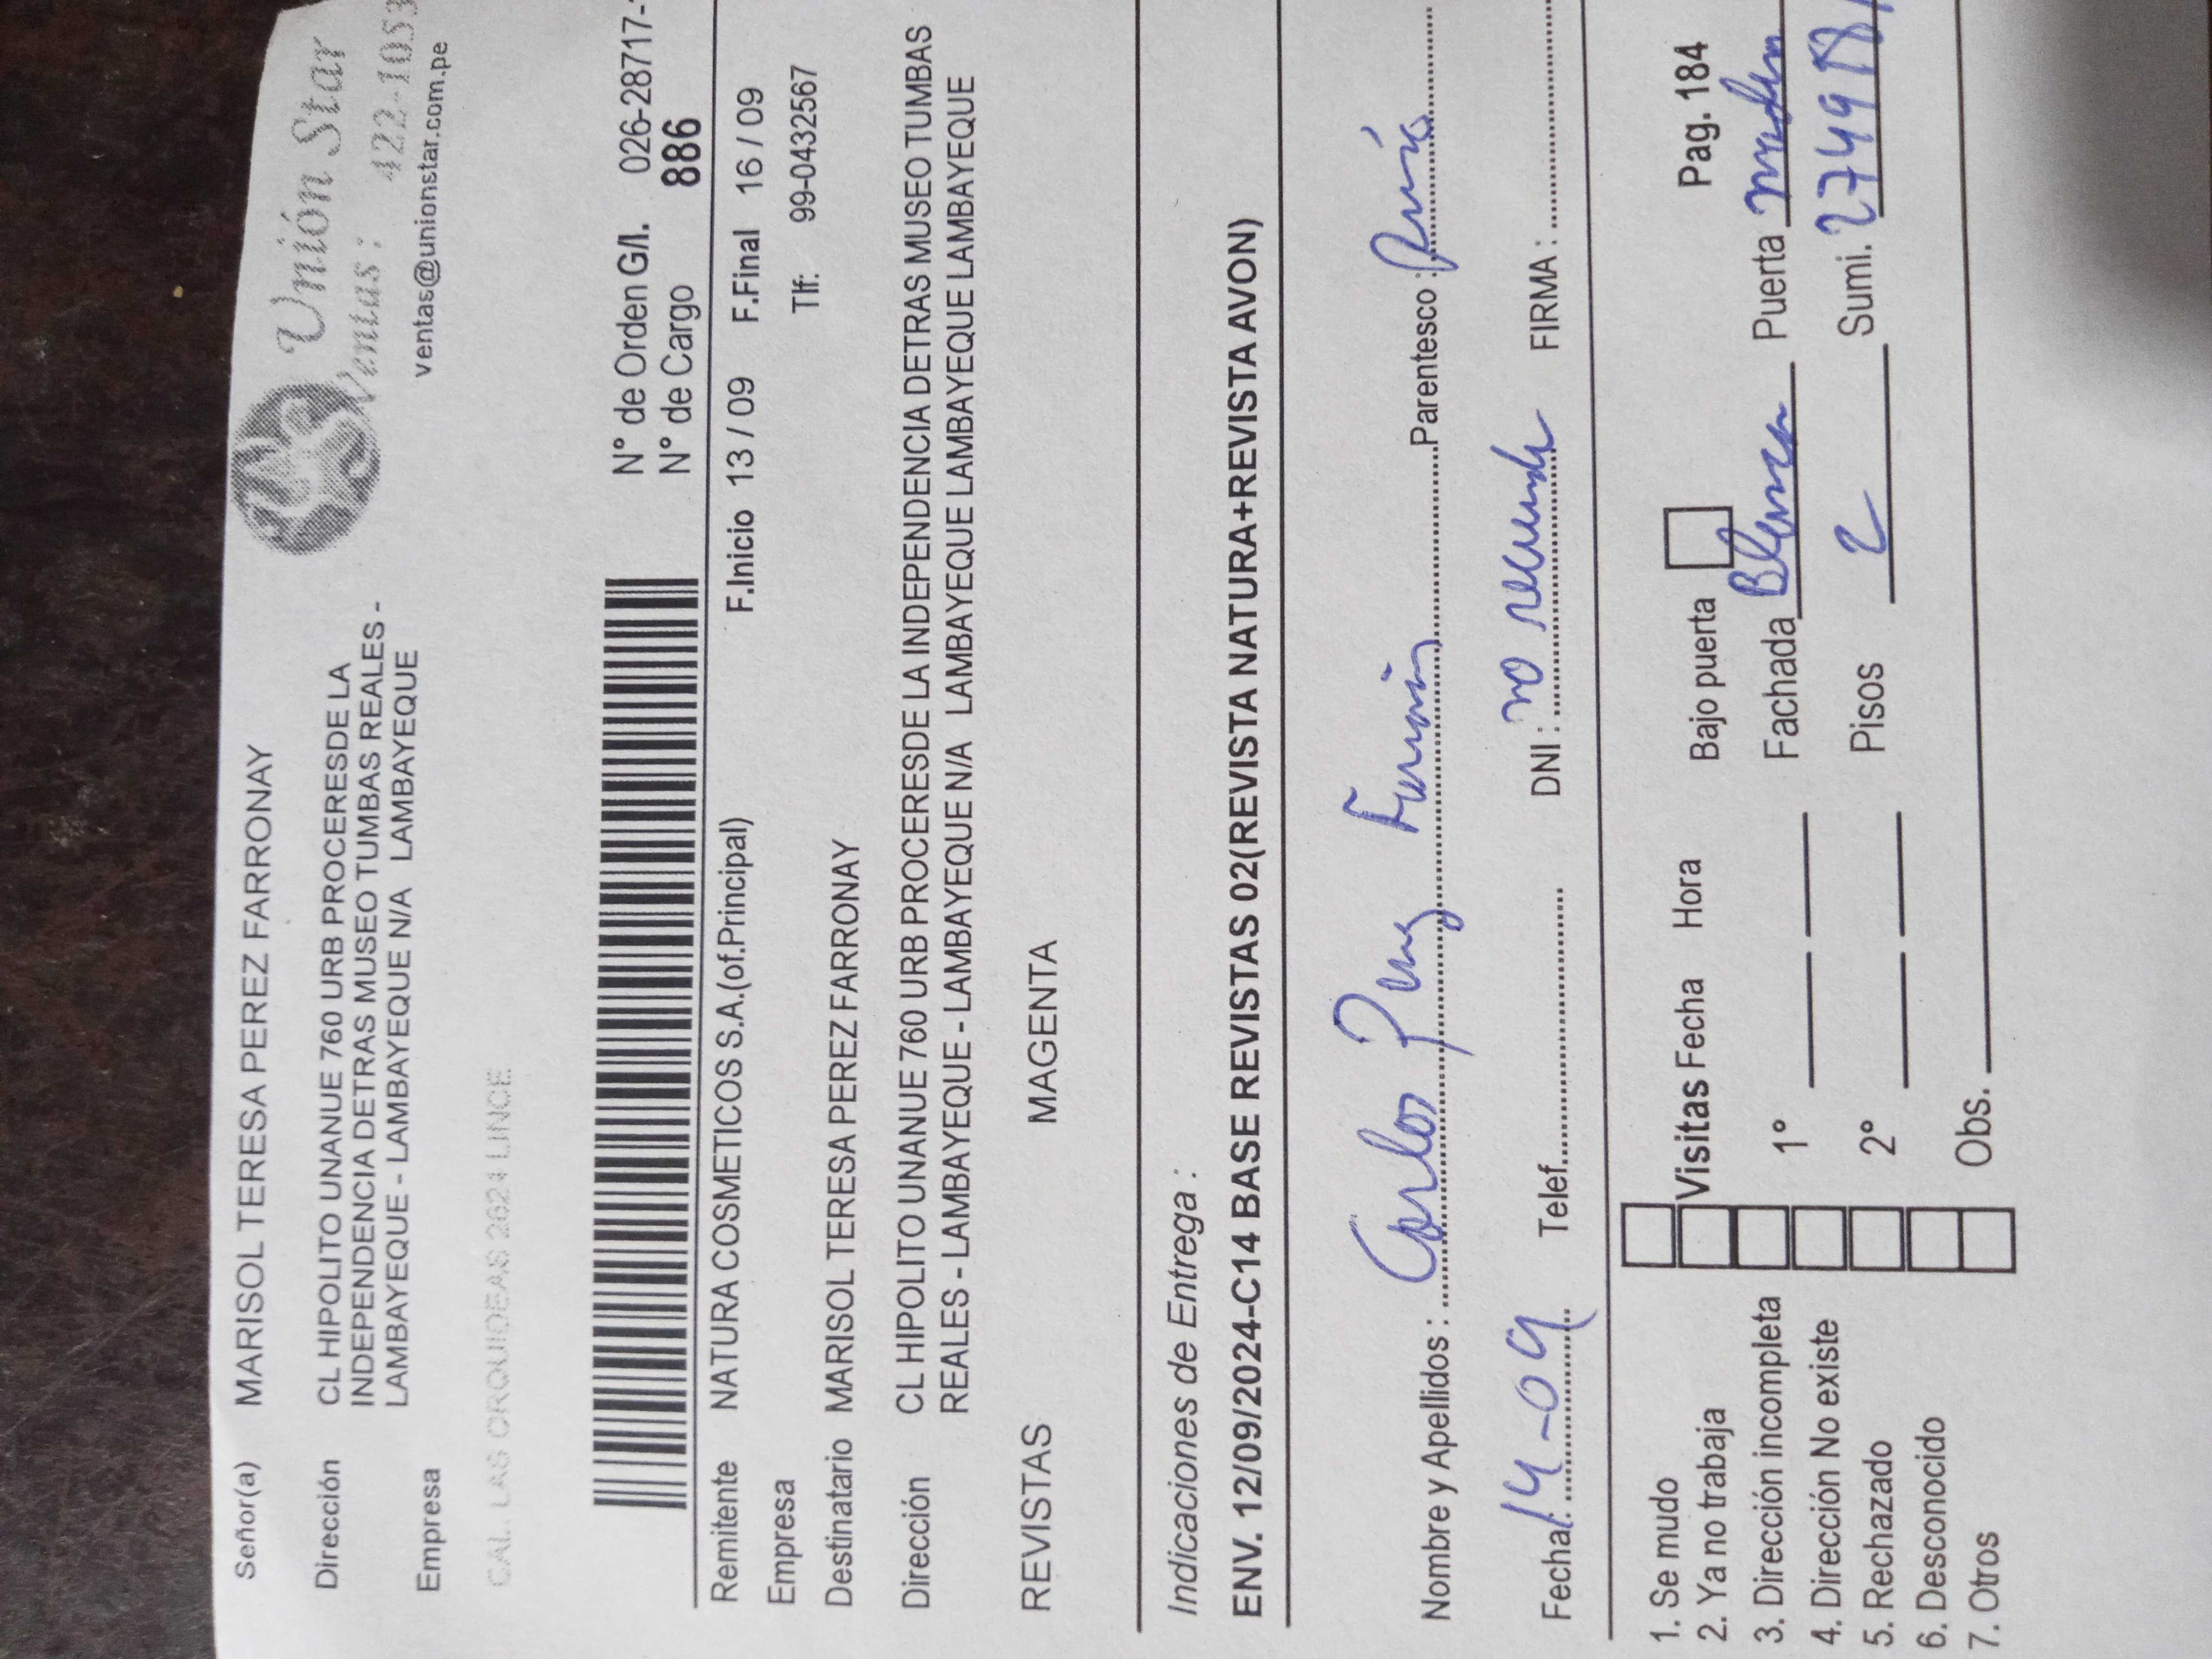 Unión Star
Ventas : 422-1053
ventas@unionstar.com.pe
Señor(a) MARISOL TERESA PEREZ FARRONAY
Dirección CL HIPOLITO UNANUE 760 URB PROCERESDE LA
INDEPENDENCIA DETRAS MUSEO TUMBAS REALES -
LAMBAYEQUE - LAMBAYEQUE N/A LAMBAYEQUE
Empresa
CAL. LAS ORQUIDEAS 2624 LINCE
N° de Orden G/I. 026-28717-
N° de Cargo 886
Remitente NATURA COSMETICOS S.A.(of.Principal) F.Inicio 13 / 09 F.Final 16 / 09
Empresa Tlf: 99-0432567
Destinatario MARISOL TERESA PEREZ FARRONAY
Dirección CL HIPOLITO UNANUE 760 URB PROCERESDE LA INDEPENDENCIA DETRAS MUSEO TUMBAS
REALES - LAMBAYEQUE - LAMBAYEQUE N/A LAMBAYEQUE LAMBAYEQUE LAMBAYEQUE
REVISTAS MAGENTA
Indicaciones de Entrega :
ENV. 12/09/2024-C14 BASE REVISTAS 02(REVISTA NATURA+REVISTA AVON)
Nombre y Apellidos : Carlos Perez Parentesco :
Fecha: 14-09 Telef. DNI : no recuerda FIRMA :
1. Se mudo Visitas Fecha Hora Bajo puerta Pag. 184
2. Ya no trabaja
3. Dirección incompleta 1° Fachada Blanca Puerta madera
4. Dirección No existe
5. Rechazado 2° Pisos 2 Sumi.
6. Desconocido
7. Otros Obs.